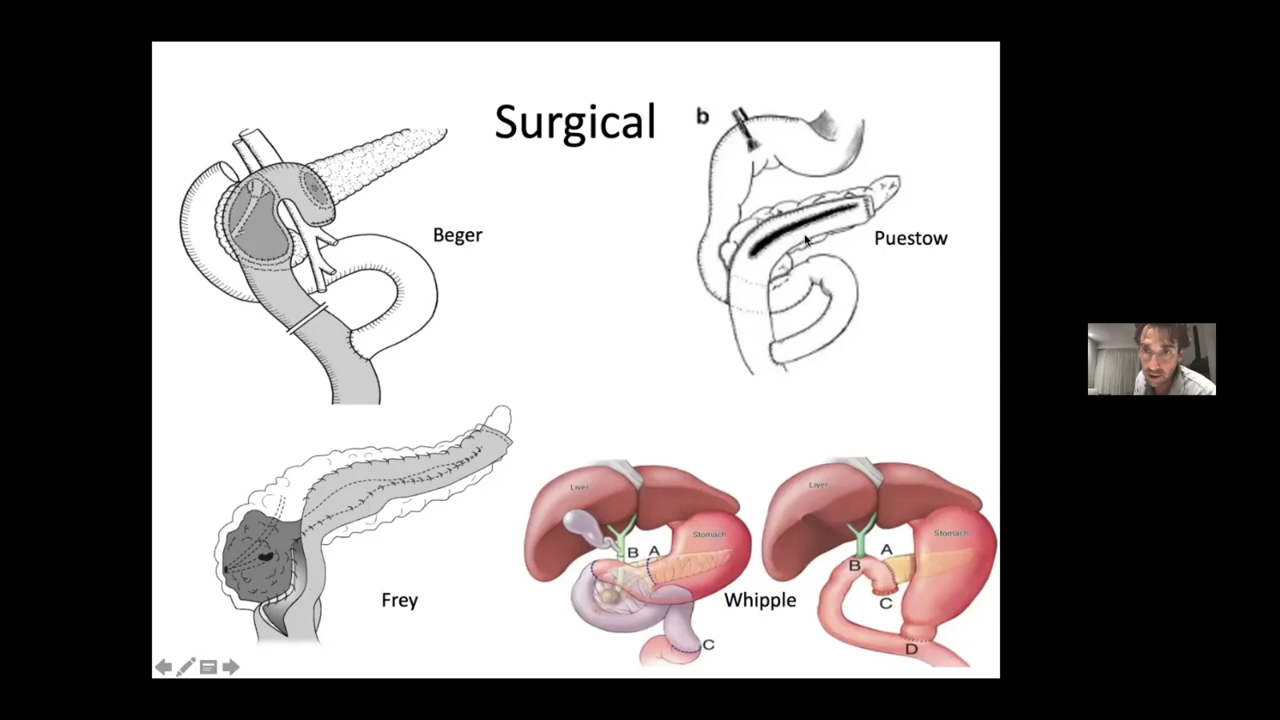 Surgical
b
Beger
Puestow
Frey
Whipple
Liver
Stomach
B
A
C
Liver
Stomach
A
B
C
D